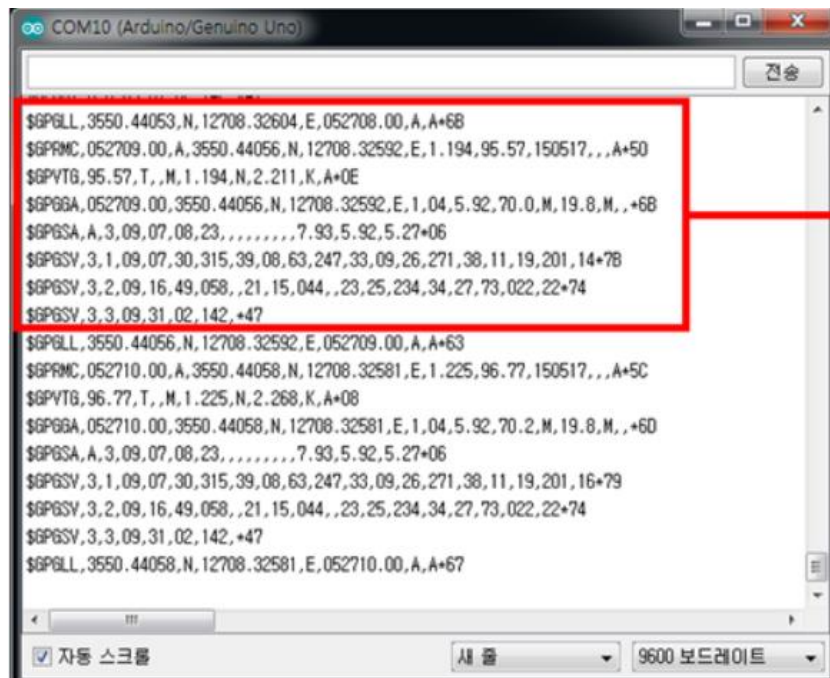 COM10 (Arduino/Genuino Uno)
전송
$GPGLL,3550.44053,N,12708.32604,E,052708.00,A,A*6B
$GPRMC,052709.00,A,3550.44056,N,12708.32592,E,1.194,95.57,150517,,,A*50
$GPVTG,95.57,T,,M,1.194,N,2.211,K,A*0E
$GPGGA,052709.00,3550.44056,N,12708.32592,E,1,04,5.92,70.0,M,19.8,M,,*6B
$GPGSA,A,3,09,07,08,23,,,,,,,,,7.93,5.92,5.27*06
$GPGSV,3,1,09,07,30,315,39,08,63,247,33,09,26,271,38,11,19,201,14*7B
$GPGSV,3,2,09,16,49,058,,21,15,044,,23,25,234,34,27,73,022,22*74
$GPGSV,3,3,09,31,02,142,*47
$GPGLL,3550.44056,N,12708.32592,E,052709.00,A,A*63
$GPRMC,052710.00,A,3550.44058,N,12708.32581,E,1.225,96.77,150517,,,A*5C
$GPVTG,96.77,T,,M,1.225,N,2.268,K,A*08
$GPGGA,052710.00,3550.44058,N,12708.32581,E,1,04,5.92,70.2,M,19.8,M,,*6D
$GPGSA,A,3,09,07,08,23,,,,,,,,,7.93,5.92,5.27*06
$GPGSV,3,1,09,07,30,315,39,08,63,247,33,09,26,271,38,11,19,201,16*79
$GPGSV,3,2,09,16,49,058,,21,15,044,,23,25,234,34,27,73,022,22*74
$GPGSV,3,3,09,31,02,142,*47
$GPGLL,3550.44058,N,12708.32581,E,052710.00,A,A*67
자동 스크롤
새 줄
9600 보드레이트